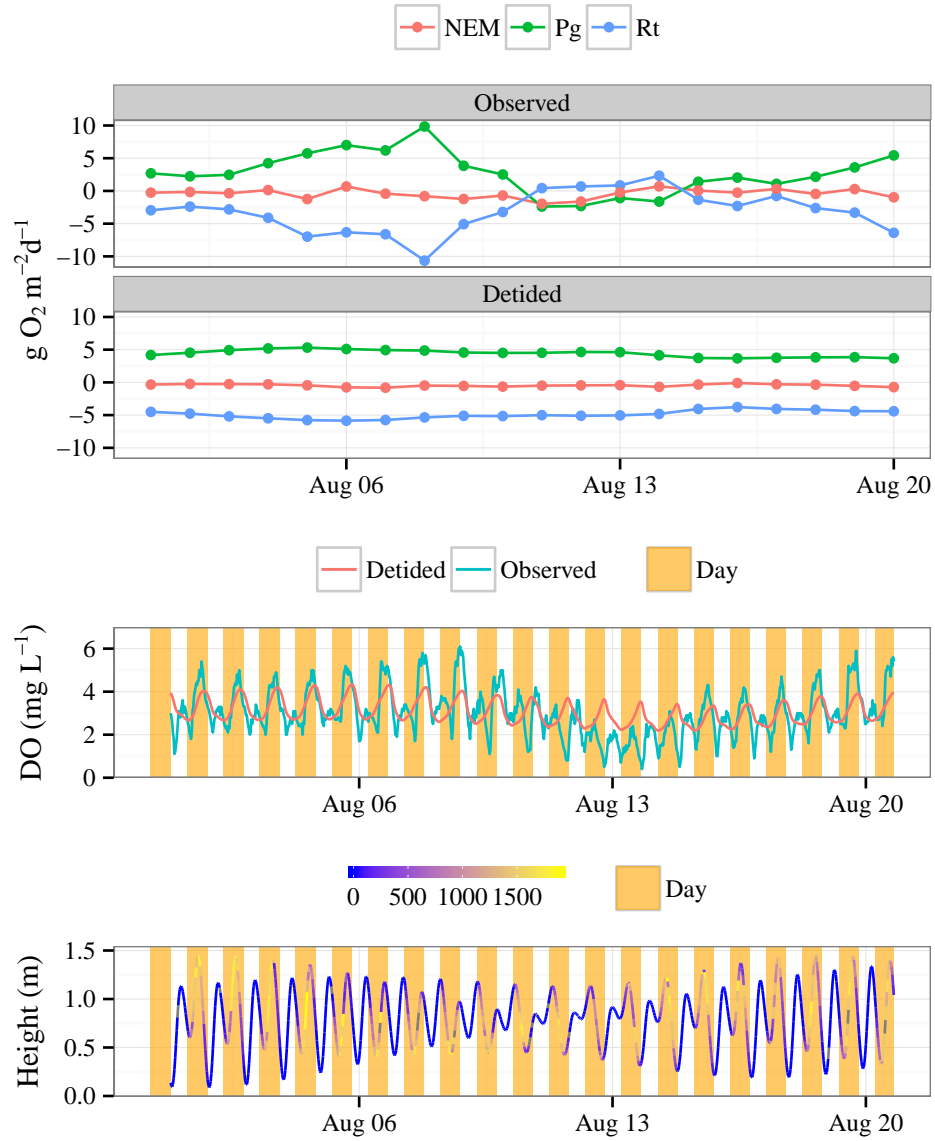 NEM Pg Rt
Observed
10
5
0
−5
−10
Detided
10
5
0
−5
−10
g O₂ m⁻²d⁻¹
Aug 06 Aug 13 Aug 20
Detided Observed Day
6
4
2
0
DO (mg L⁻¹)
Aug 06 Aug 13 Aug 20
0 500 1000 1500 Day
1.5
1.0
0.5
0.0
Height (m)
Aug 06 Aug 13 Aug 20